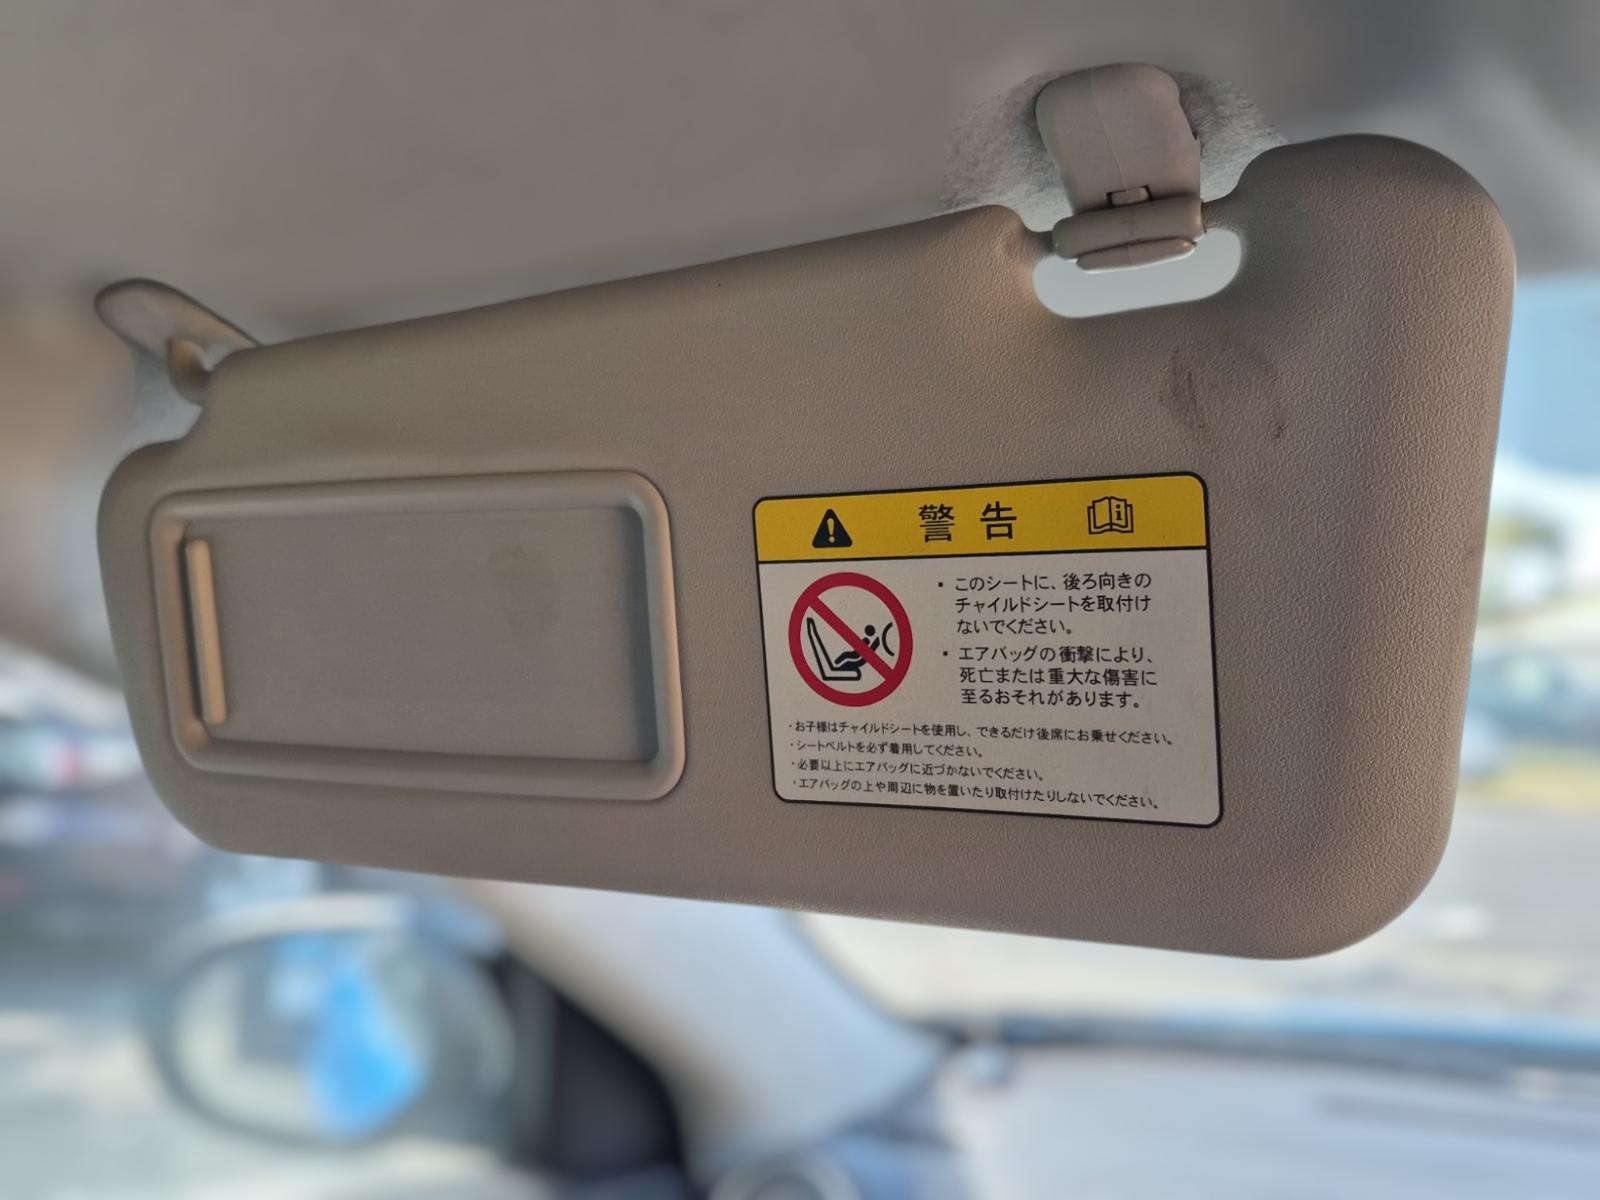 警告
・このシートに、後ろ向きの
チャイルドシートを取付け
ないでください。
・エアバッグの衝撃により、
死亡または重大な傷害に
至るおそれがあります。
・お子様はチャイルドシートを使用し、できるだけ後席にお乗せください。
・シートベルトを必ず着用してください。
・必要以上にエアバッグに近づかないでください。
・エアバッグの上や周辺に物を置いたり取付けたりしないでください。